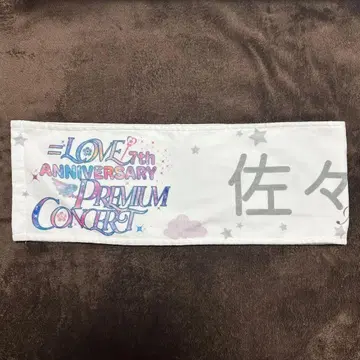 =LOVE 7th
ANNIVERSARY
PREMIUM
CONCERT
佐々